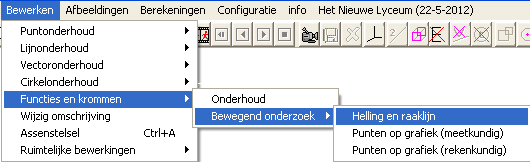 Bewerken Afbeeldingen Berekeningen Configuratie info Het Nieuwe Lyceum (22-5-2012)
Puntonderhoud
Lijnonderhoud
Vectoronderhoud
Cirkelonderhoud
Functies en krommen
Onderhoud
Wijzig omschrijving
Bewegend onderzoek
Helling en raaklijn
Assenstelsel Ctrl+A
Punten op grafiek (meetkundig)
Ruimtelijke bewerkingen
Punten op grafiek (rekenkundig)